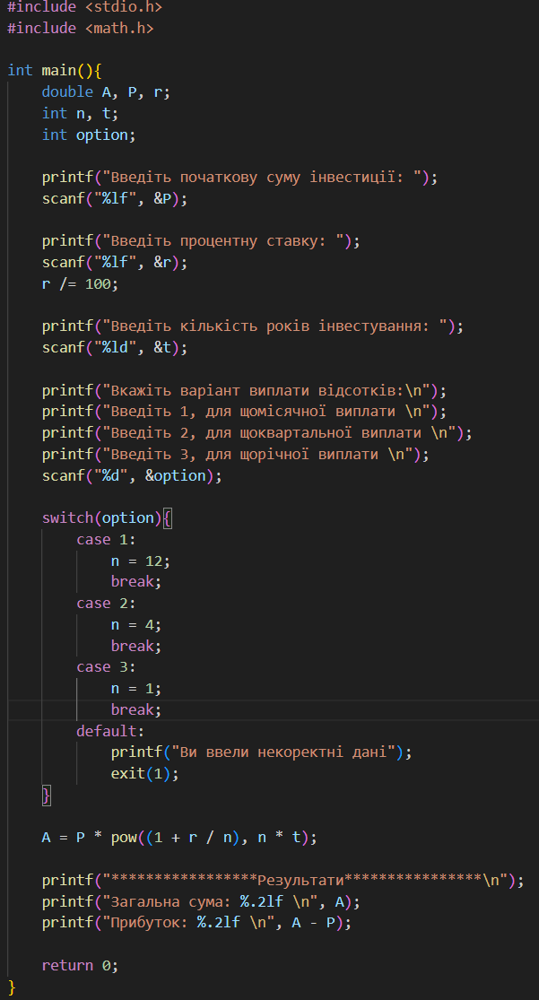 #include <stdio.h>
#include <math.h>

int main(){
    double A, P, r;
    int n, t;
    int option;

    printf("Введіть початкову суму інвестиції: ");
    scanf("%lf", &P);

    printf("Введіть процентну ставку: ");
    scanf("%lf", &r);
    r /= 100;

    printf("Введіть кількість років інвестування: ");
    scanf("%ld", &t);

    printf("Вкажіть варіант виплати відсотків:\n");
    printf("Введіть 1, для щомісячної виплати \n");
    printf("Введіть 2, для щоквартальної виплати \n");
    printf("Введіть 3, для щорічної виплати \n");
    scanf("%d", &option);

    switch(option){
        case 1:
            n = 12;
            break;
        case 2:
            n = 4;
            break;
        case 3:
            n = 1;
            break;
        default:
            printf("Ви ввели некоректні дані");
            exit(1);
    }

    A = P * pow((1 + r / n), n * t);

    printf("*****************Результати****************\n");
    printf("Загальна сума: %.2lf \n", A);
    printf("Прибуток: %.2lf \n", A - P);

    return 0;
}